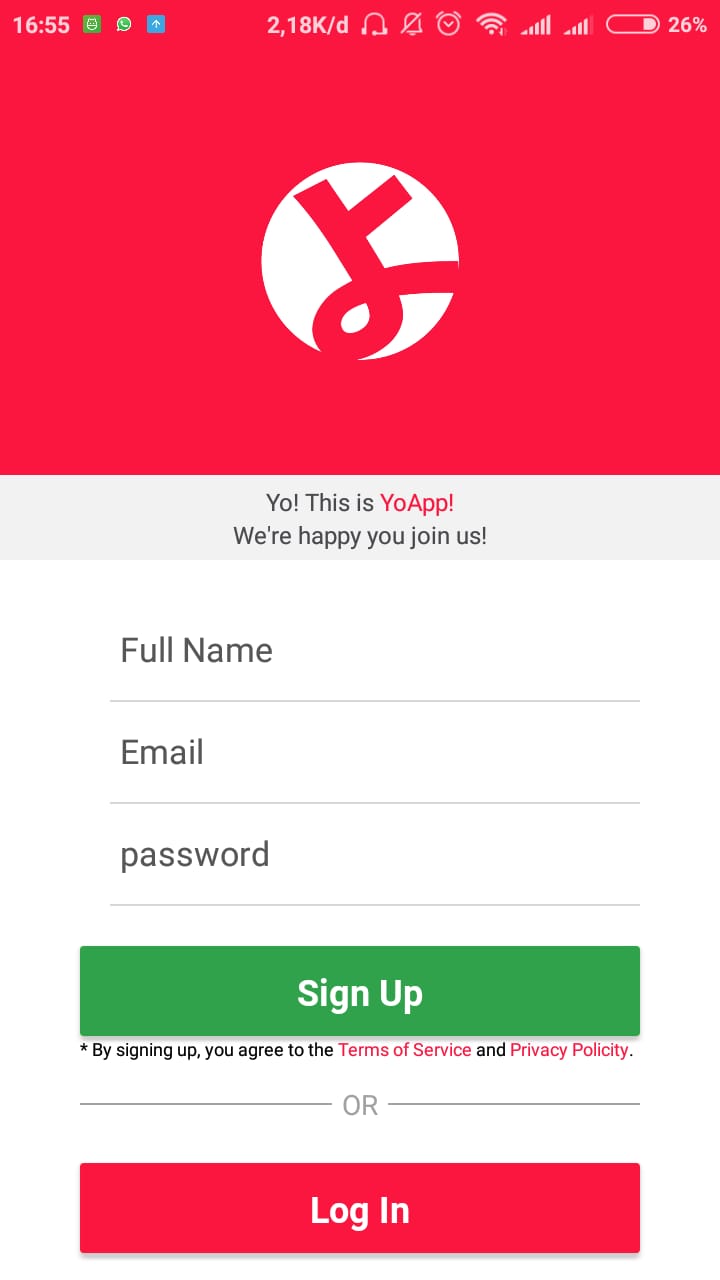 16:55 2,18K/d 26%
よ
Yo! This is YoApp!
We're happy you join us!
Full Name
Email
password
Sign Up
* By signing up, you agree to the Terms of Service and Privacy Policity.
OR
Log In